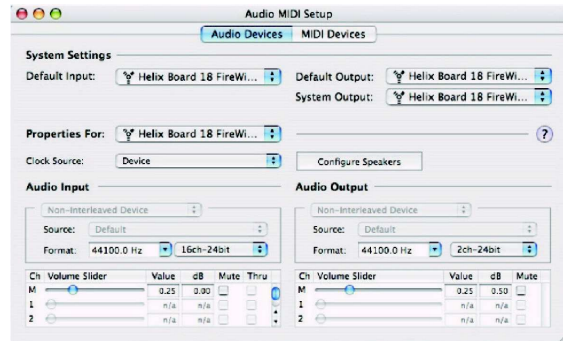 Audio MIDI Setup
Audio Devices MIDI Devices
System Settings
Default Input: Helix Board 18 FireWi...
Default Output: Helix Board 18 FireWi...
System Output: Helix Board 18 FireWi...
Properties For: Helix Board 18 FireWi... ?
Clock Source: Device Configure Speakers
Audio Input Audio Output
Non-Interleaved Device Non-Interleaved Device
Source: Default Source: Default
Format: 44100.0 Hz 16ch-24bit Format: 44100.0 Hz 2ch-24bit
Ch Volume Slider Value dB Mute Thru Ch Volume Slider Value dB Mute
M 0.25 0.00 M 0.25 0.50
1 n/a n/a 1 n/a n/a
2 n/a n/a 2 n/a n/a